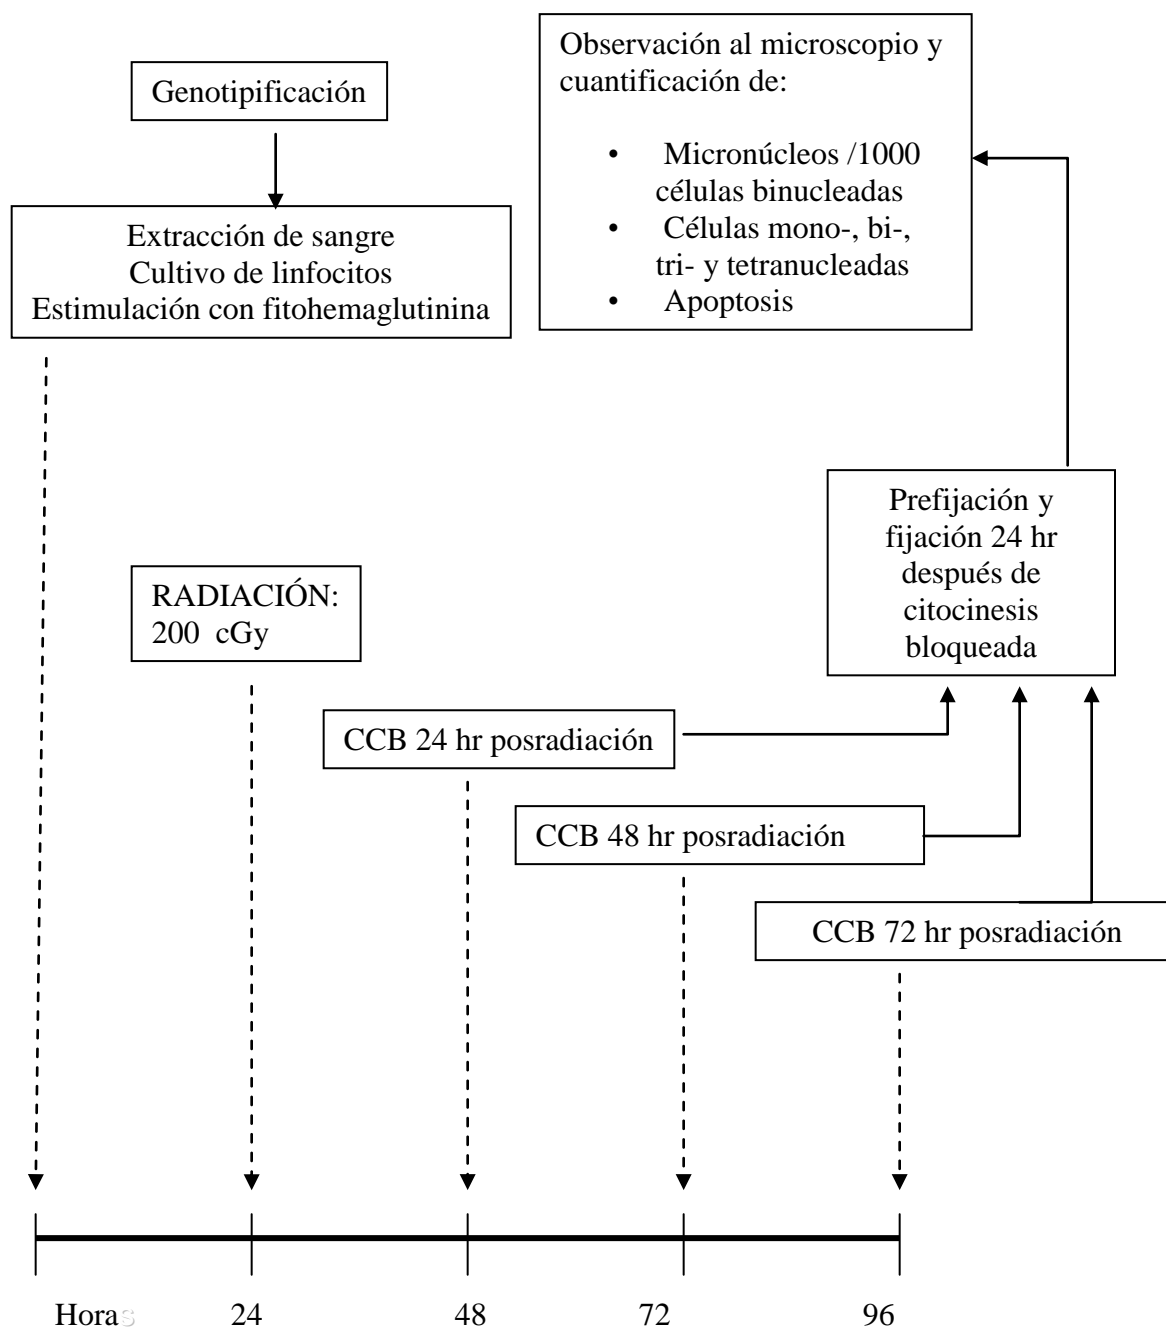 Genotipificación
Extracción de sangre
Cultivo de linfocitos
Estimulación con fitohemaglutinina
Observación al microscopio y
cuantificación de:
• Micronúcleos /1000
células binucleadas
• Células mono-, bi-,
tri- y tetranucleadas
• Apoptosis
Prefijación y
fijación 24 hr
después de
citocinesis
bloqueada
RADIACIÓN:
200 cGy
CCB 24 hr posradiación
CCB 48 hr posradiación
CCB 72 hr posradiación
Horas 24 48 72 96